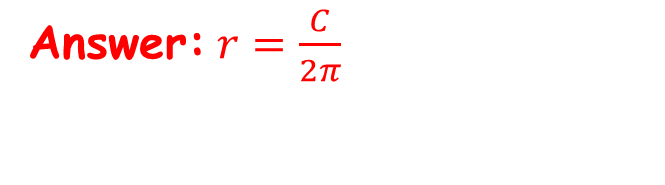 Answer: r = C/2π